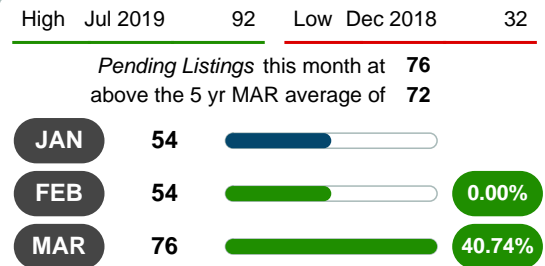 High Jul 2019 92 Low Dec 2018 32
Pending Listings this month at 76
above the 5 yr MAR average of 72
JAN 54
FEB 54 0.00%
MAR 76 40.74%